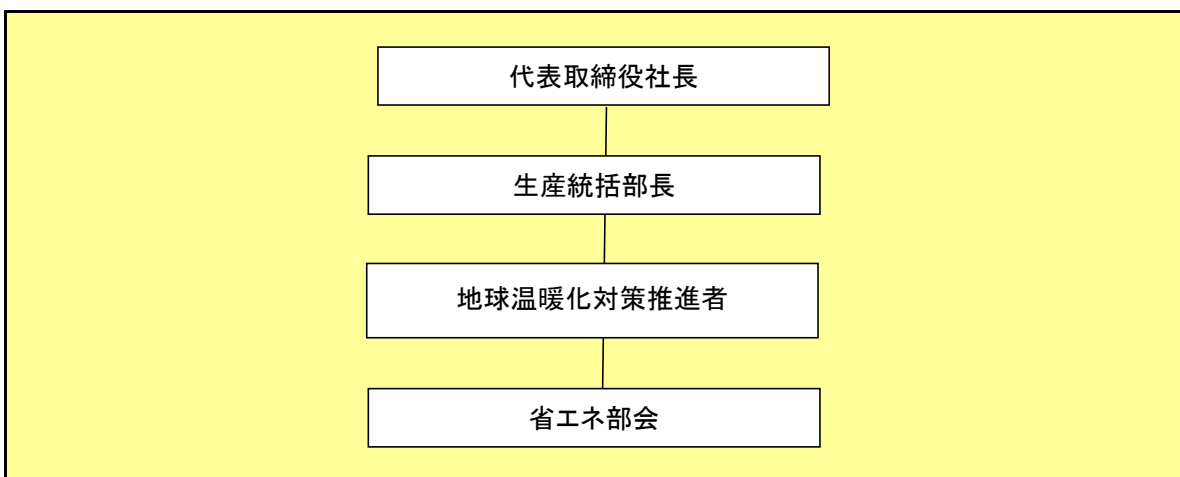 代表取締役社長
生産統括部長
地球温暖化対策推進者
省エネ部会